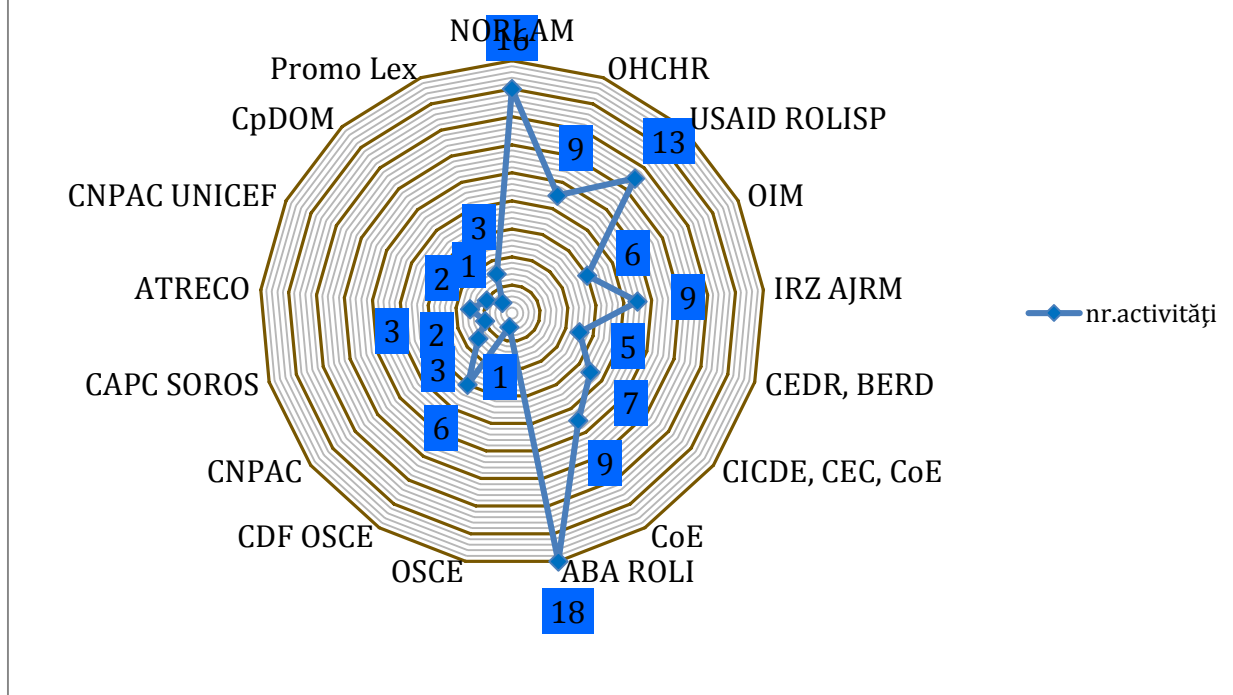 NORLAM
16
Promo Lex
OHCHR
CpDOM
USAID ROLISP
13
9
CNPAC UNICEF
OIM
3
6
1
2
ATRECO
IRZ AJRM
9
nr.activități
3
2
5
3
1
CAPC SOROS
CEDR, BERD
7
6
9
CNPAC
CICDE, CEC, CoE
CDF OSCE
CoE
OSCE
ABA ROLI
18